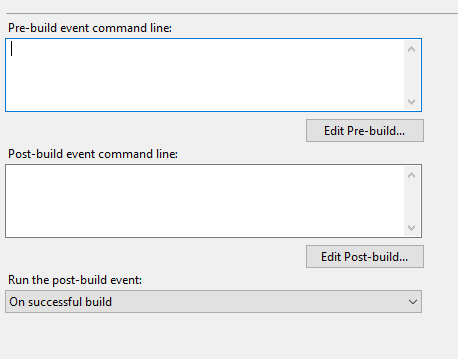 Pre-build event command line:
Edit Pre-build...
Post-build event command line:
Edit Post-build...
Run the post-build event:
On successful build